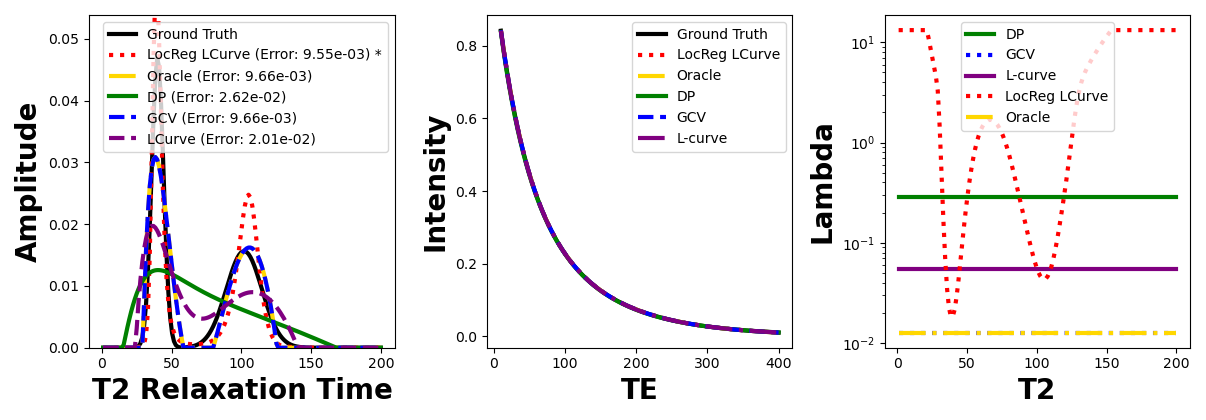 Ground Truth
LocReg LCurve (Error: 9.55e-03) *
Oracle (Error: 9.66e-03)
DP (Error: 2.62e-02)
GCV (Error: 9.66e-03)
LCurve (Error: 2.01e-02)
Amplitude
0.05
0.04
0.03
0.02
0.01
0.00
0
50
100
150
200
T2 Relaxation Time
Ground Truth
LocReg LCurve
Oracle
DP
GCV
L-curve
Intensity
0.8
0.6
0.4
0.2
0.0
0
100
200
300
400
TE
DP
GCV
L-curve
LocReg LCurve
Oracle
Lambda
10¹
10⁰
10⁻¹
10⁻²
0
50
100
150
200
T2